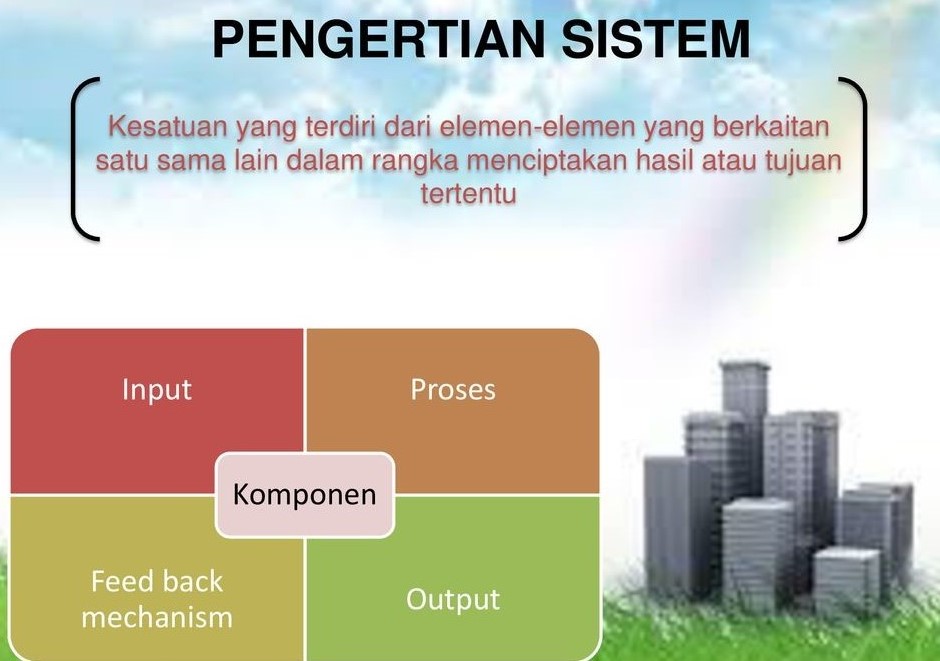 PENGERTIAN SISTEM
Kesatuan yang terdiri dari elemen-elemen yang berkaitan
satu sama lain dalam rangka menciptakan hasil atau tujuan
tertentu
Input
Proses
Komponen
Feed back
mechanism
Output